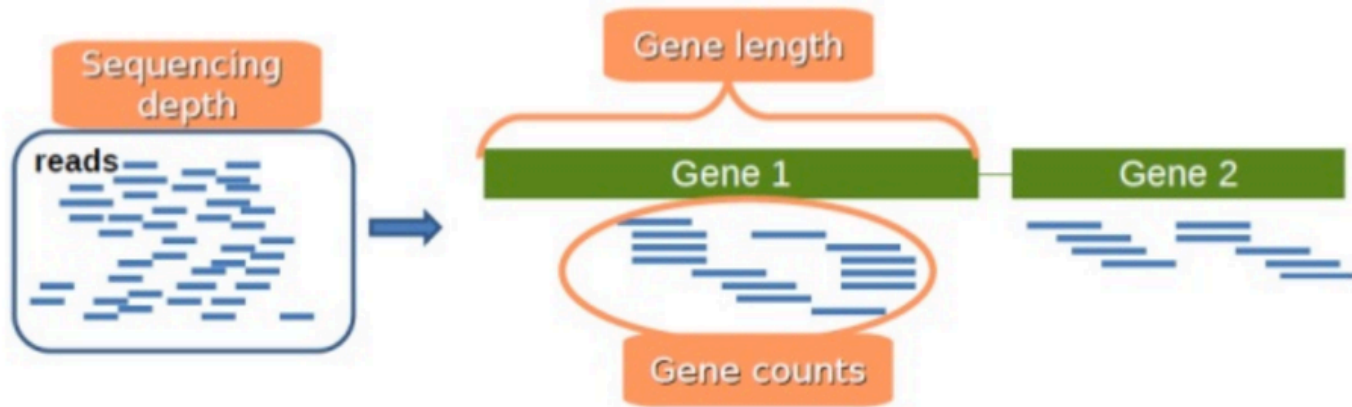 Sequencing
depth
reads
Gene length
Gene 1
Gene 2
Gene counts